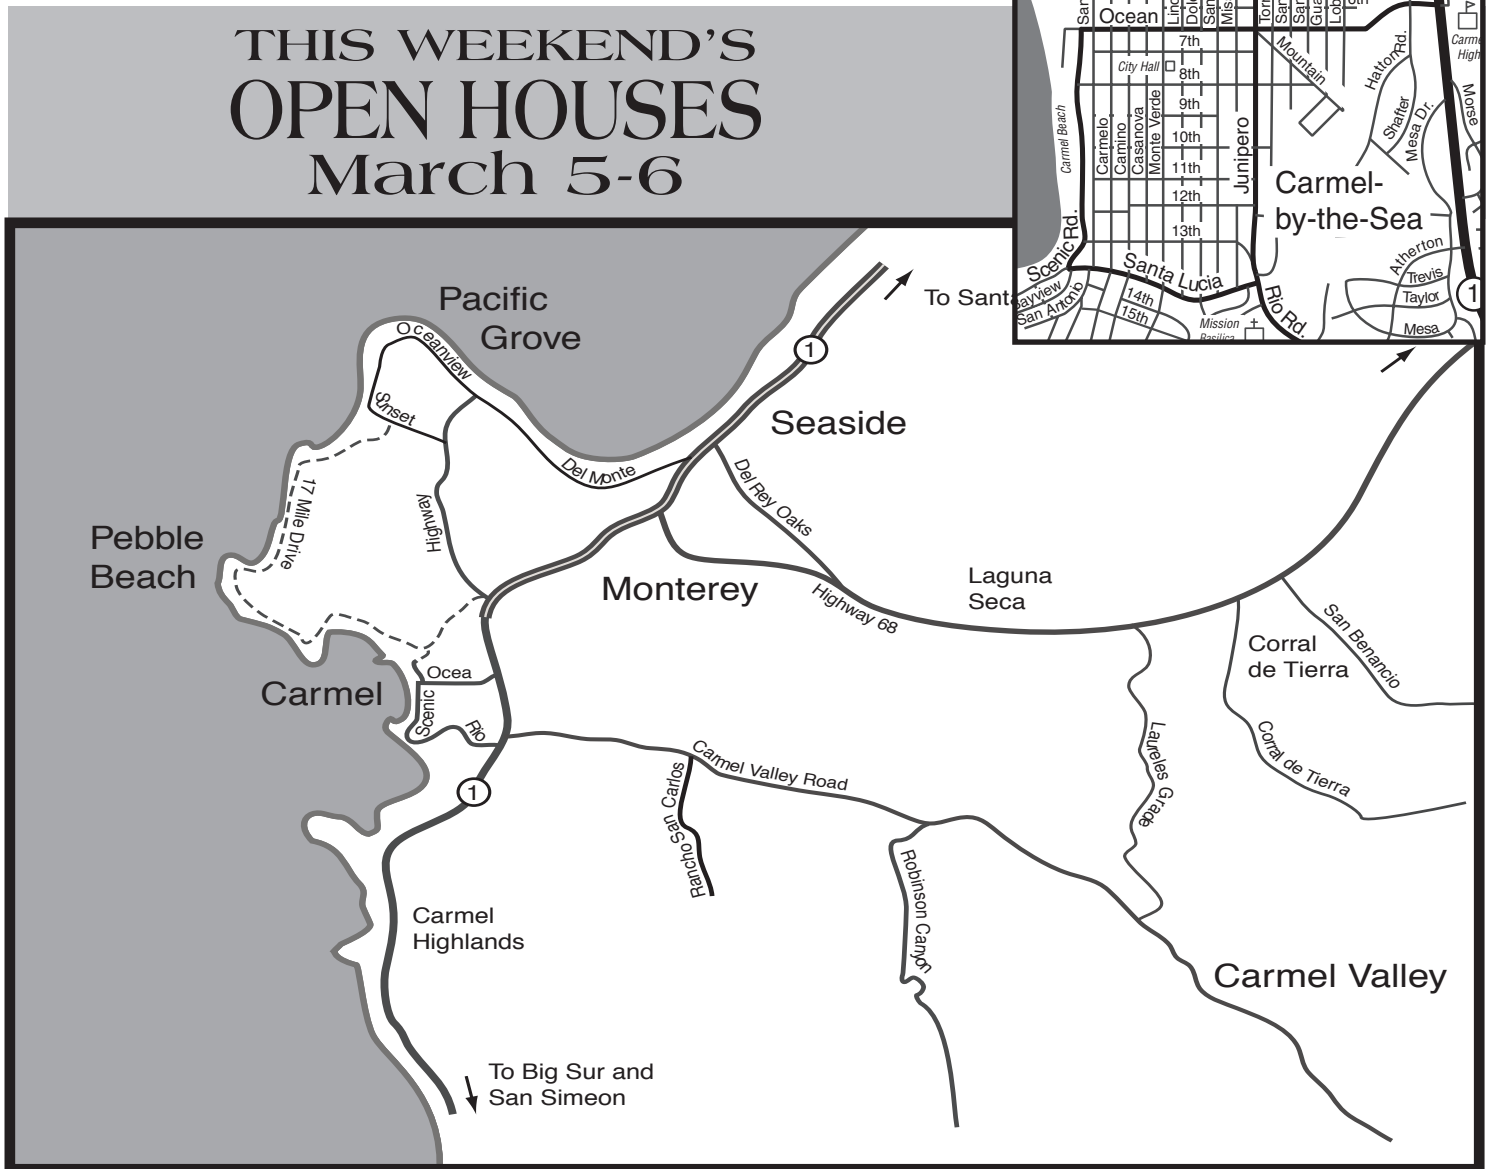 THIS WEEKEND'S
OPEN HOUSES
March 5-6
Pacific
Grove
Oceanview
Sunset
Del Monte
17 Mile Drive
Highway
Pebble
Beach
To Santa
1
Seaside
Del Rey Oaks
Monterey
Highway 68
Laguna
Seca
San Benancio
Corral
de Tierra
Corral de Tierra
Laureles Grade
Carmel
Ocea
Scenic
Rio
1
Carmel Valley Road
Rancho San Carlos
Robinson Canyon
Carmel
Highlands
Carmel Valley
To Big Sur and
San Simeon
Ocean
7th
City Hall
8th
9th
10th
11th
12th
13th
Carmel Beach
Carmelo
Camino
Casanova
Monte Verde
Junipero
Mountain
Hatton Rd.
Shafter
Mesa Dr.
Morse
Carmel-
by-the-Sea
Scenic Rd.
Santa Lucia
San Antonio
14th
15th
Mission
Basilica
Rio Rd.
Atherton
Trevis
Taylor
Mesa
1